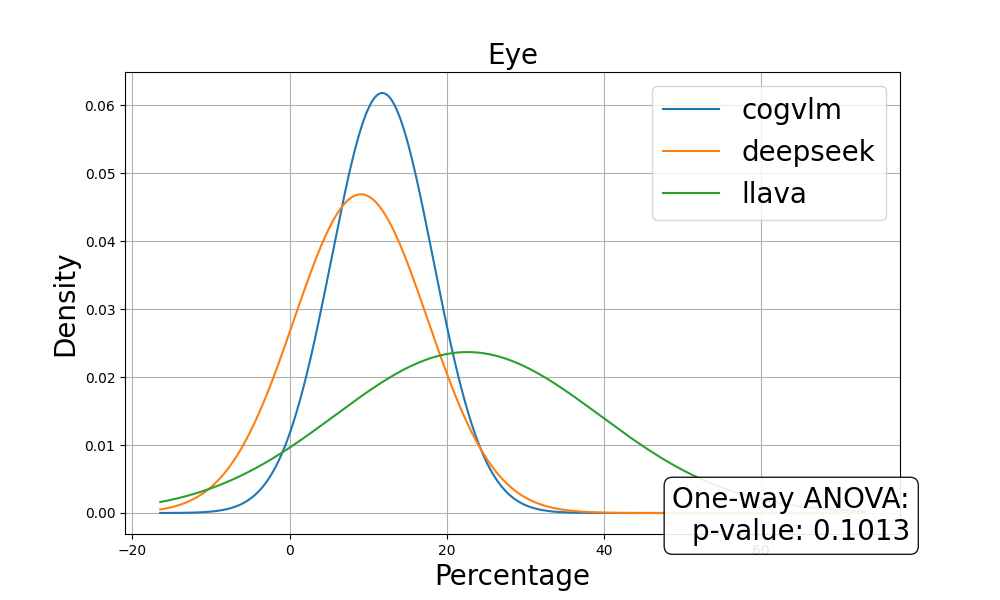 Eye
cogvlm
deepseek
llava
0.06
0.05
0.04
0.03
0.02
0.01
0.00
Density
−20
0
20
40
60
Percentage
One-way ANOVA:
p-value: 0.1013